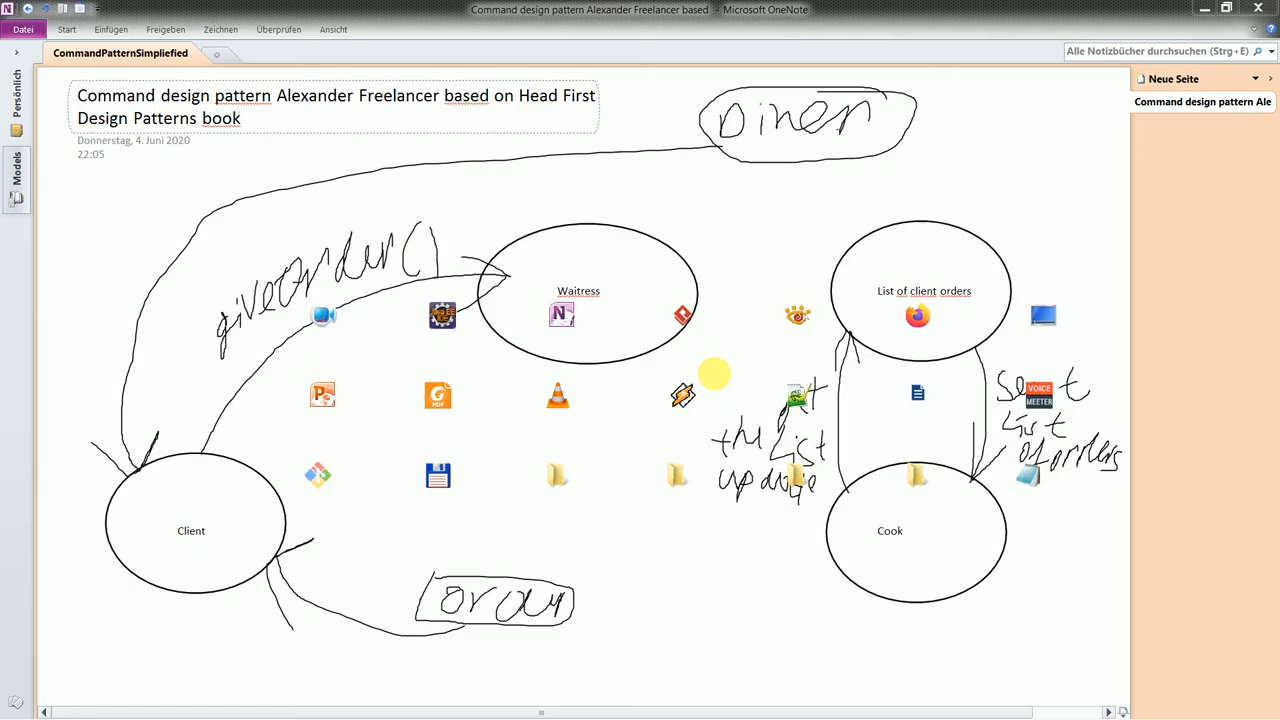 Command design pattern Alexander Freelancer based - Microsoft OneNote
Datei Start Einfügen Freigeben Zeichnen Überprüfen Ansicht
CommandPatternSimpliefied
Alle Notizbücher durchsuchen (Strg+E)
Persönlich
Models
Neue Seite
Command design pattern Ale
Command design pattern Alexander Freelancer based on Head First
Design Patterns book
Donnerstag, 4. Juni 2020
22:05
Diner
giveOrder()
Waitress
List of client orders
the List
update
List
of orders
VOICE
MEETER
PDF
Client
Cook
order